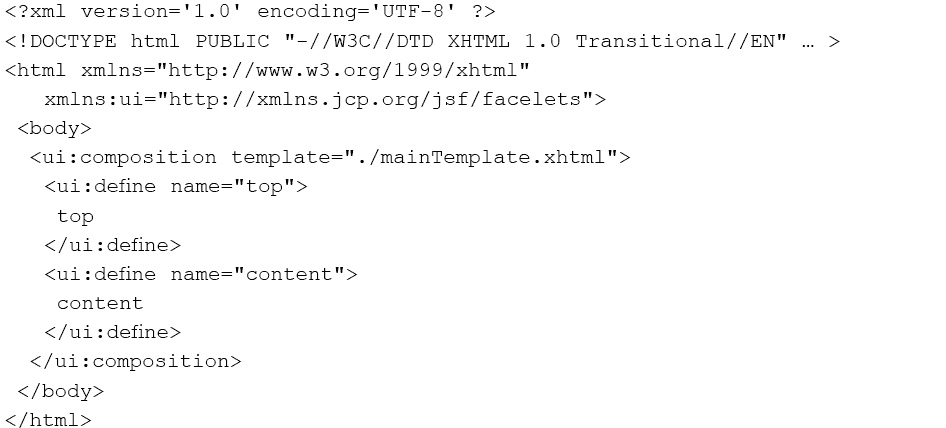 <?xml version='1.0' encoding='UTF-8' ?>
<!DOCTYPE html PUBLIC "-//W3C//DTD XHTML 1.0 Transitional//EN" … >
<html xmlns="http://www.w3.org/1999/xhtml"
xmlns:ui="http://xmlns.jcp.org/jsf/facelets">
<body>
<ui:composition template="./mainTemplate.xhtml">
<ui:define name="top">
top
</ui:define>
<ui:define name="content">
content
</ui:define>
</ui:composition>
</body>
</html>